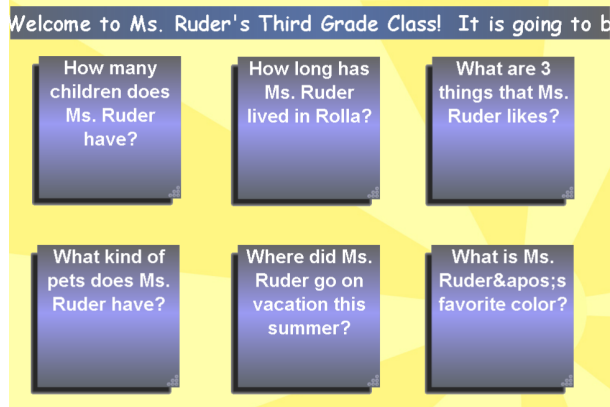 Welcome to Ms. Ruder's Third Grade Class! It is going to b
How many
children does
Ms. Ruder
have?
How long has
Ms. Ruder
lived in Rolla?
What are 3
things that Ms.
Ruder likes?
What kind of
pets does Ms.
Ruder have?
Where did Ms.
Ruder go on
vacation this
summer?
What is Ms.
Ruder&apos;s
favorite color?